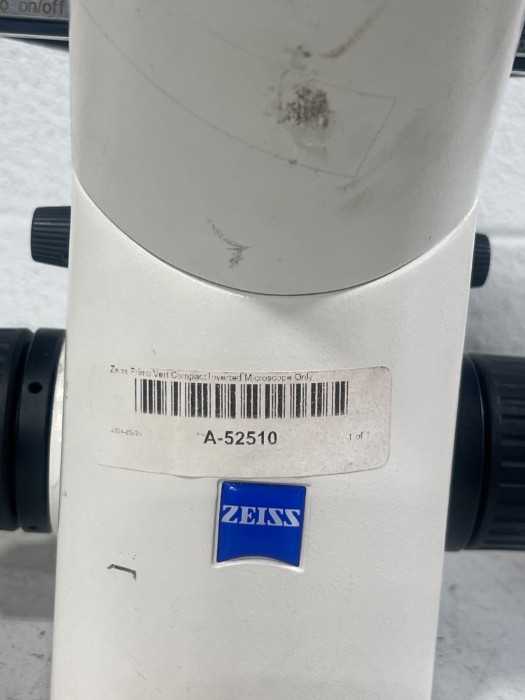 on/off
Zeiss Primo Vert Compact Inverted Microscope Only
A-52510
1 of 1
ZEISS